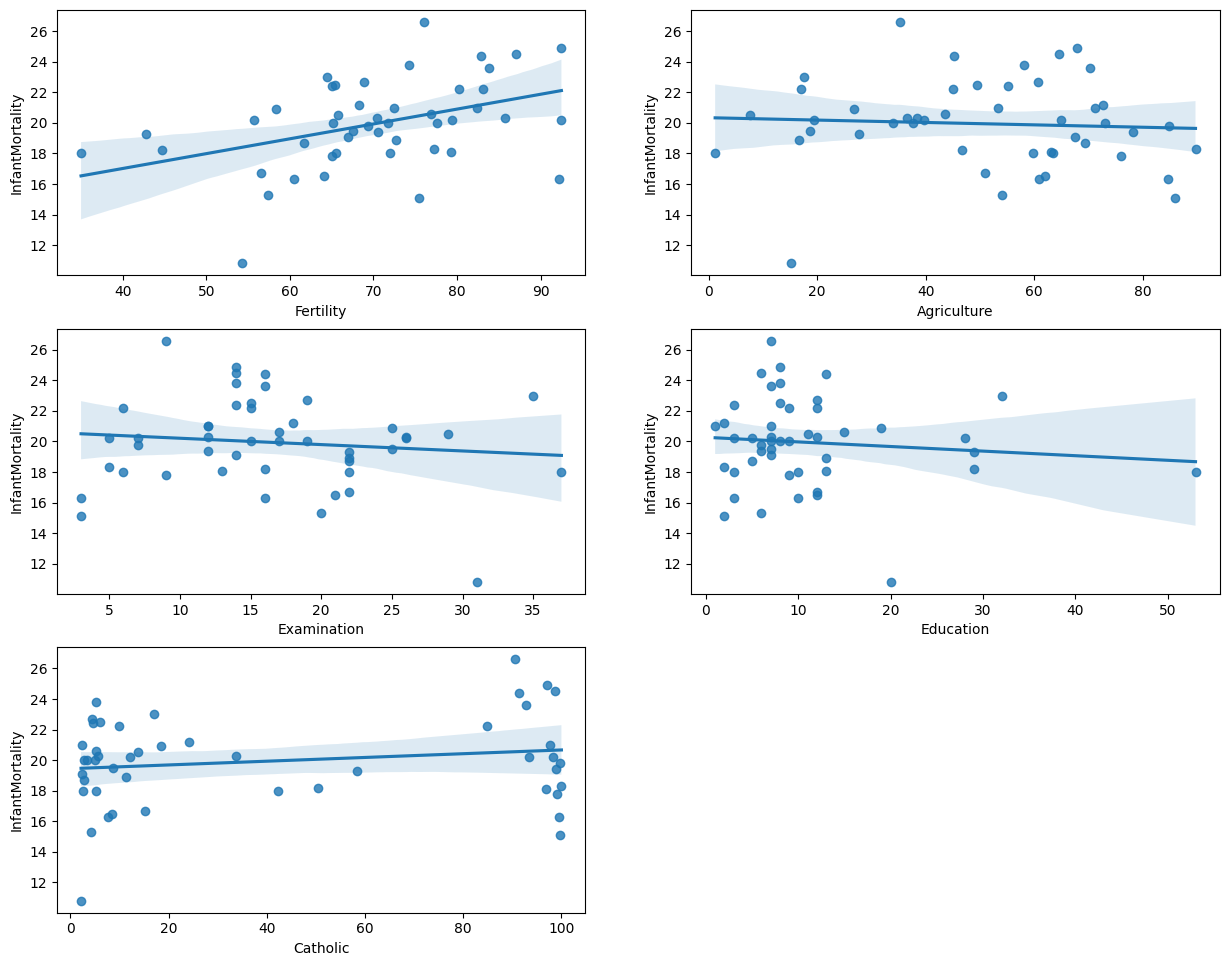 26
24
22
20
18
16
14
12
InfantMortality
40 50 60 70 80 90
Fertility
26
24
22
20
18
16
14
12
InfantMortality
0 20 40 60 80
Agriculture
26
24
22
20
18
16
14
12
InfantMortality
5 10 15 20 25 30 35
Examination
26
24
22
20
18
16
14
12
InfantMortality
0 10 20 30 40 50
Education
26
24
22
20
18
16
14
12
InfantMortality
0 20 40 60 80 100
Catholic